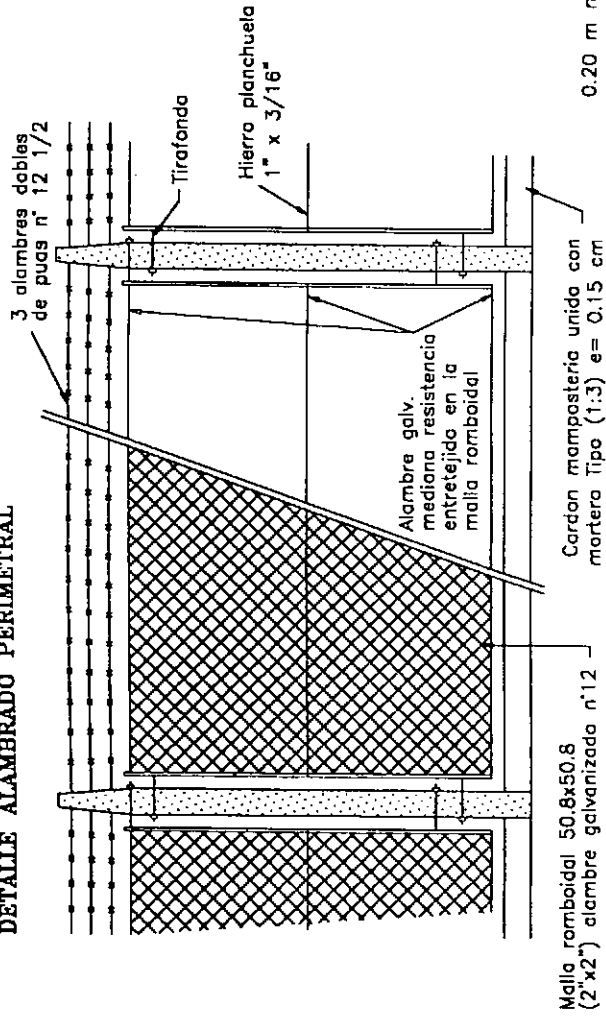 DETALLE ALAMBRADO PERIMETRAL
3 alambres dobles
de puas n° 12 1/2
Tirafondo
Hierro planchuela
1" x 3/16"
Alambre galv.
mediana resistencia
entretejido en la
malla romboidal
Malla romboidal 50.8x50.8
(2"x2") alambre galvanizado n°12
Cordon mamposteria unida con
mortero Tipo (1:3) e= 0.15 cm
0.20 m